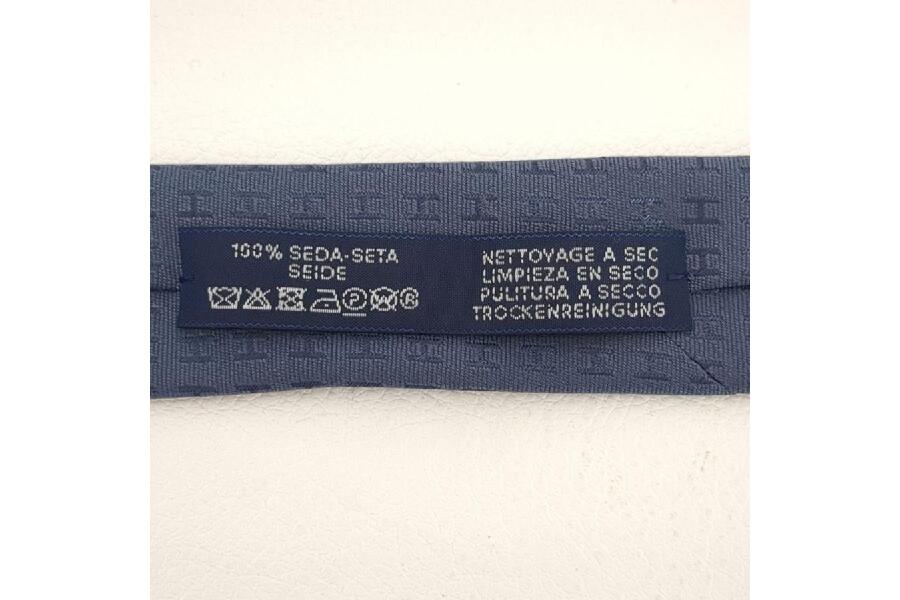 100% SEDA-SETA
SEIDE
NETTOYAGE A SEC
LIMPIEZA EN SECO
PULITURA A SECCO
TROCKENREINIGUNG